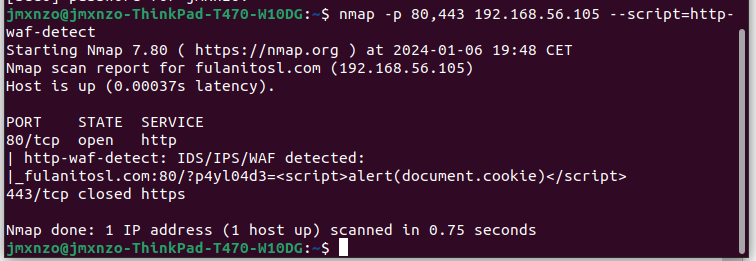 jmxnzo@jmxnzo-ThinkPad-T470-W10DG:~$ nmap -p 80,443 192.168.56.105 --script=http-
waf-detect
Starting Nmap 7.80 ( https://nmap.org ) at 2024-01-06 19:48 CET
Nmap scan report for fulanitosl.com (192.168.56.105)
Host is up (0.00037s latency).

PORT    STATE  SERVICE
80/tcp  open   http
| http-waf-detect: IDS/IPS/WAF detected:
|_fulanitosl.com:80/?p4yl04d3=<script>alert(document.cookie)</script>
443/tcp closed https

Nmap done: 1 IP address (1 host up) scanned in 0.75 seconds
jmxnzo@jmxnzo-ThinkPad-T470-W10DG:~$